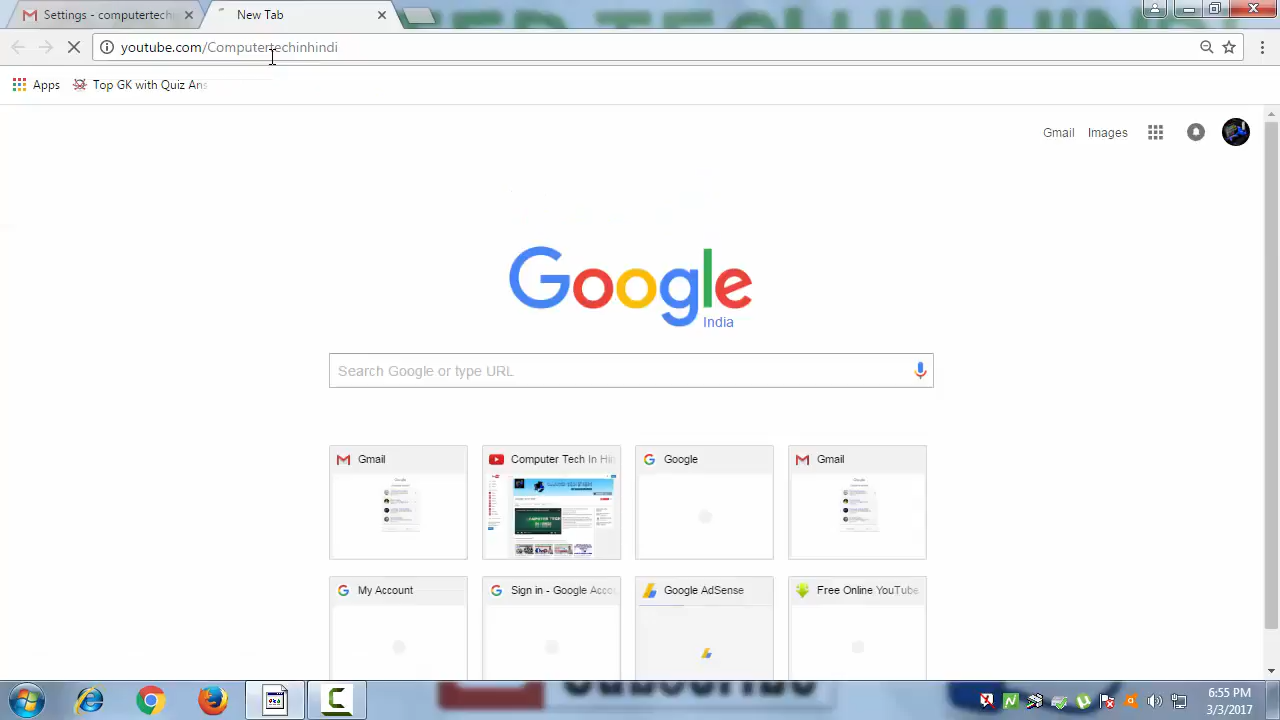 Settings - computertech
New Tab
youtube.com/Computertechinhindi
Apps
Top GK with Quiz Ans
Gmail
Images
Google
India
Search Google or type URL
Gmail
Computer Tech In Hin
Google
Gmail
My Account
Sign in - Google Acco
Google AdSense
Free Online YouTube
6:55 PM
3/3/2017